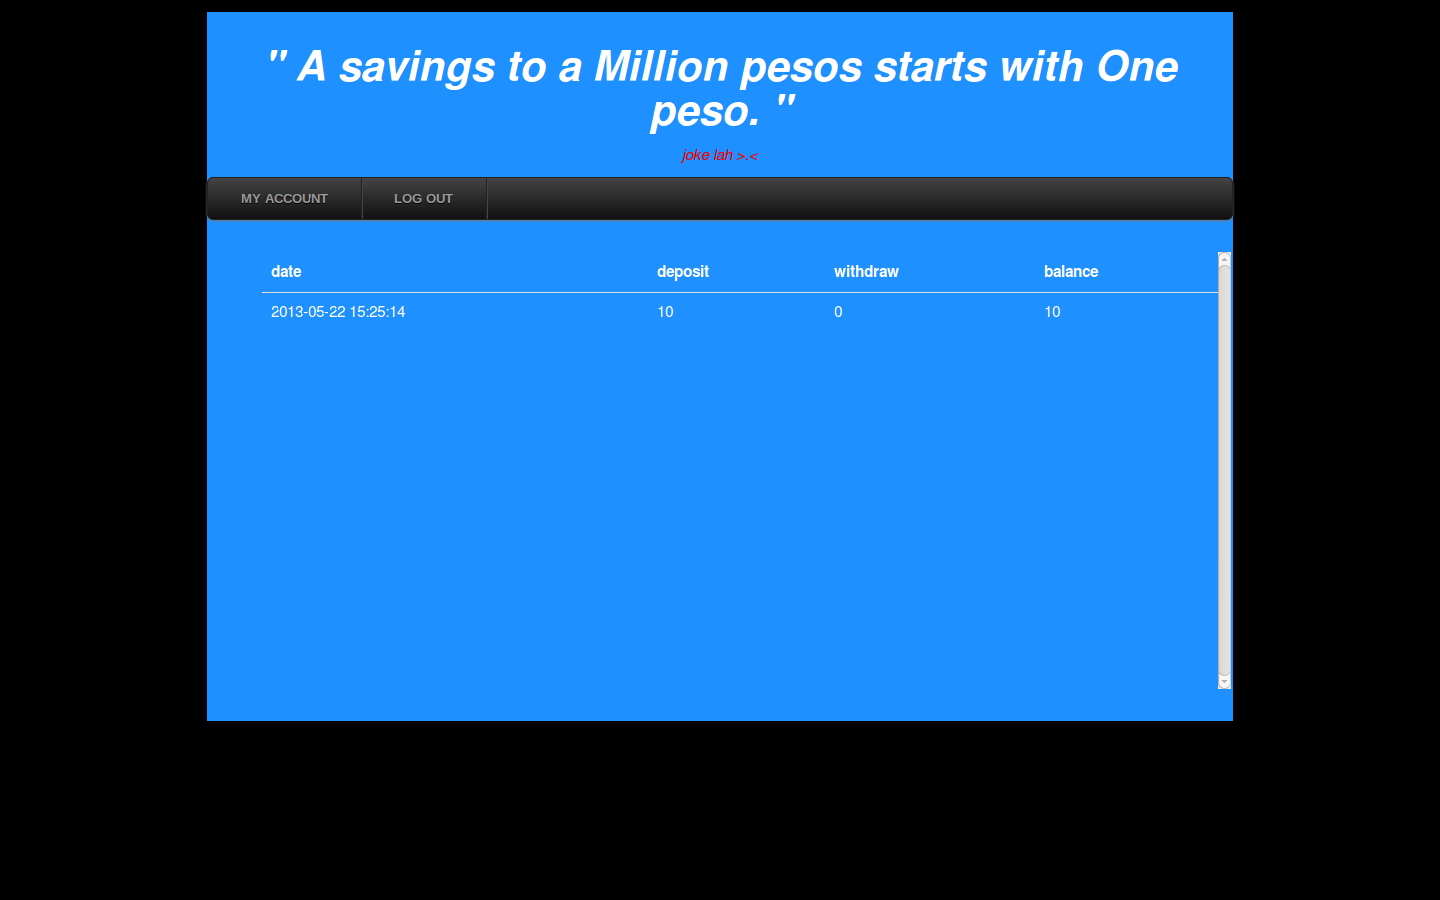 " A savings to a Million pesos starts with One
peso. "
joke lah >.<
MY ACCOUNT LOG OUT
date deposit withdraw balance
2013-05-22 15:25:14 10 0 10